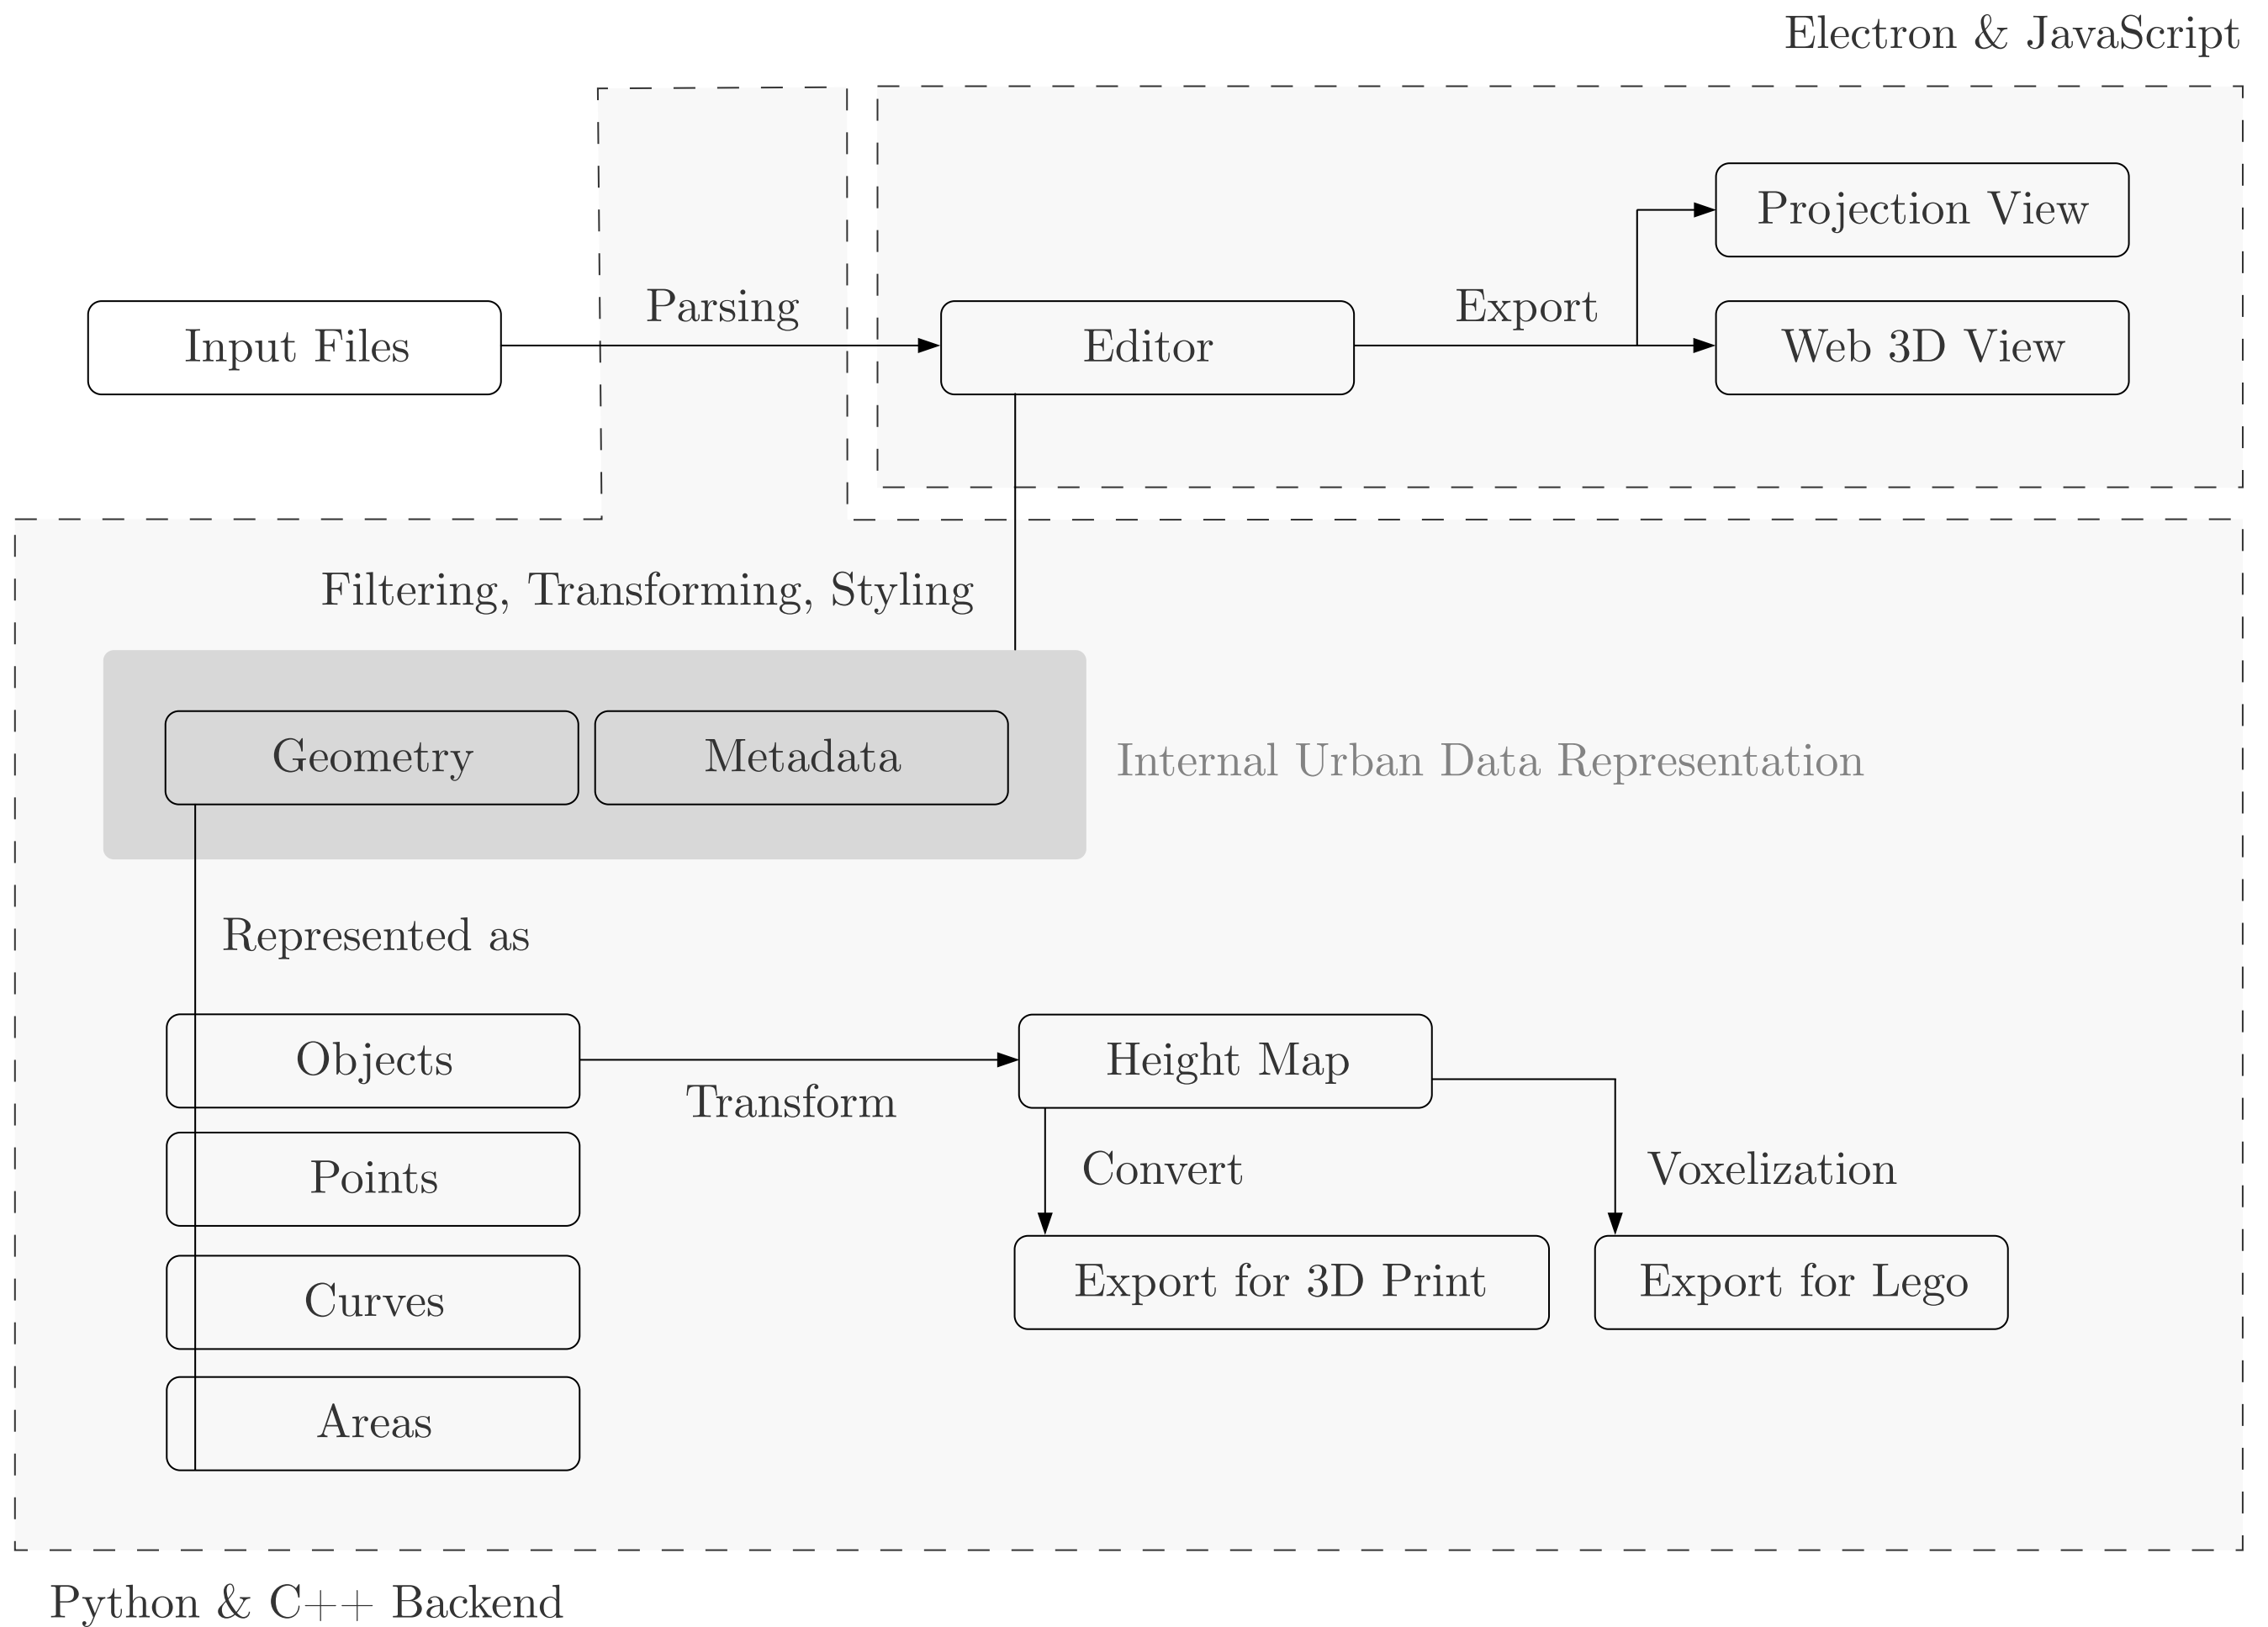 Electron & JavaScript
Projection View
Parsing
Export
Input Files
Editor
Web 3D View
Filtering, Transforming, Styling
Geometry
Metadata
Internal Urban Data Representation
Represented as
Objects
Height Map
Transform
Points
Convert
Voxelization
Curves
Export for 3D Print
Export for Lego
Areas
Python & C++ Backend